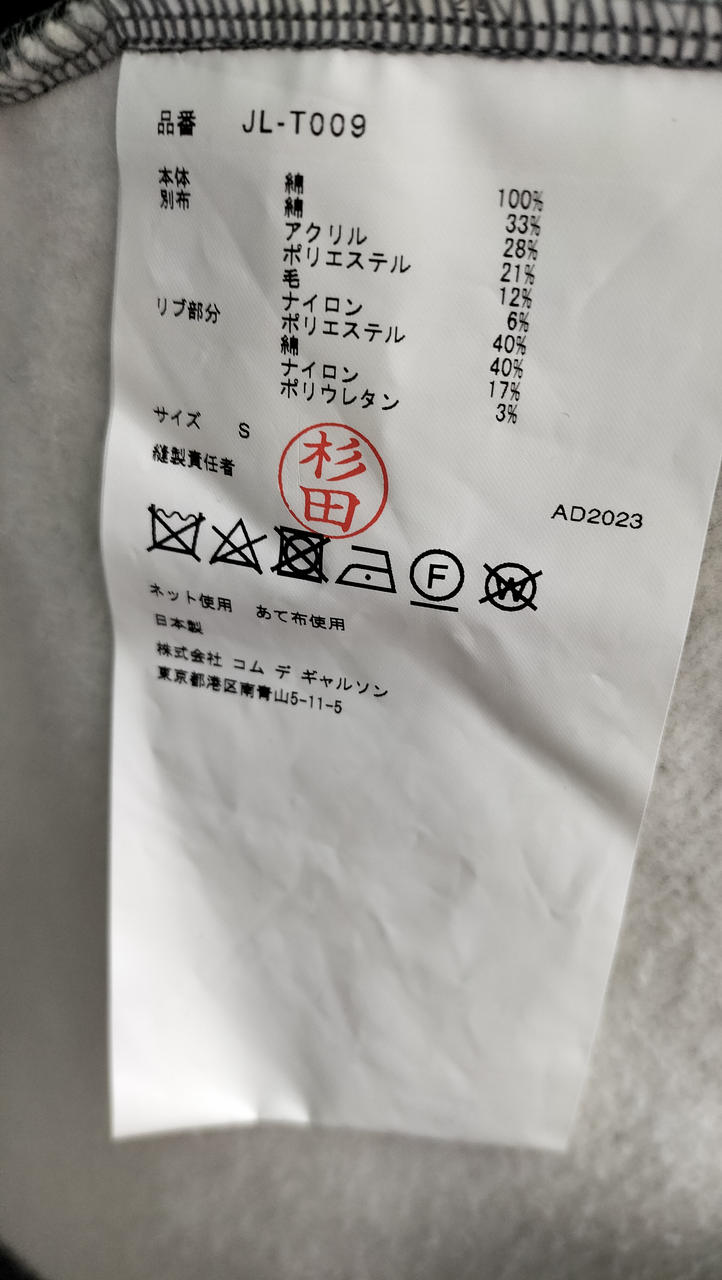 品番 JL-T009
本体 綿 100%
別布 綿 33%
アクリル 28%
ポリエステル 21%
毛 12%
ナイロン 6%
リブ部分 ポリエステル 40%
綿 40%
ナイロン 17%
ポリウレタン 3%
サイズ S
縫製責任者 杉田
AD2023
F W
ネット使用 あて布使用
日本製
株式会社 コム デ ギャルソン
東京都港区南青山5-11-5